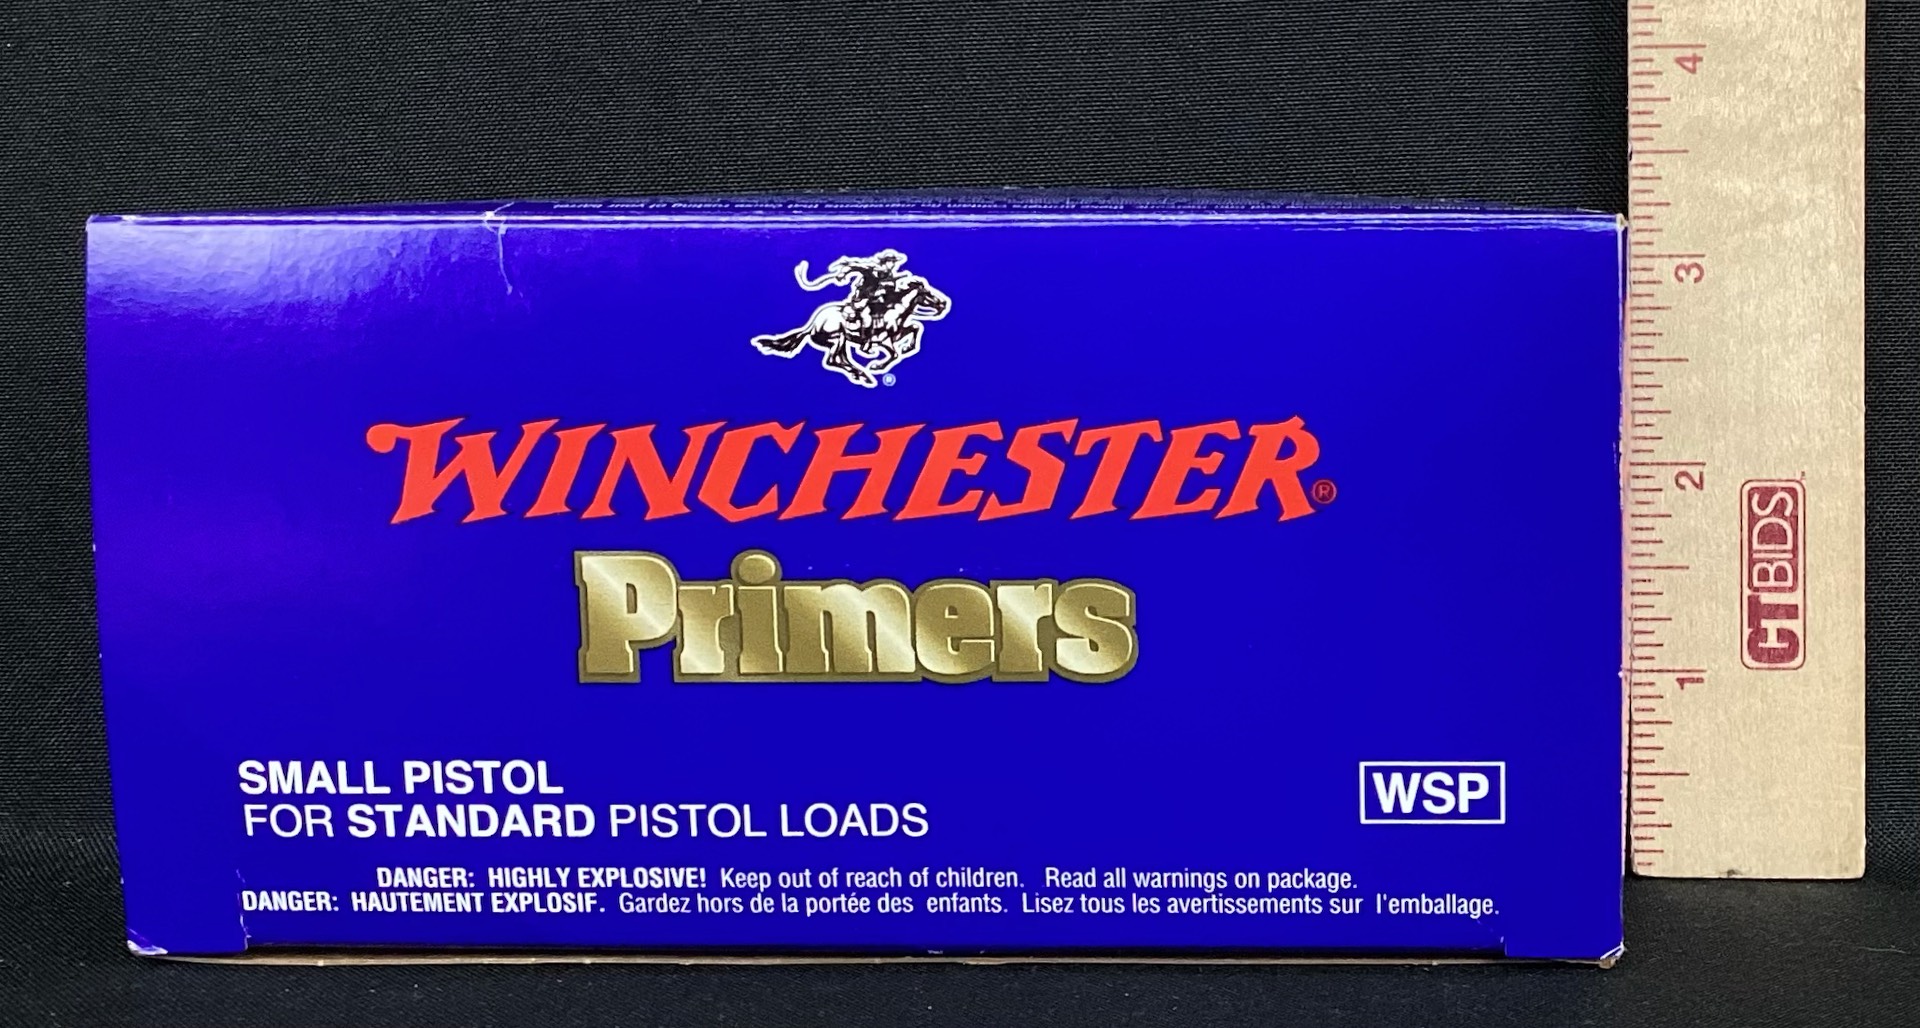 WINCHESTER®
Primers
SMALL PISTOL
FOR STANDARD PISTOL LOADS
WSP
DANGER: HIGHLY EXPLOSIVE! Keep out of reach of children. Read all warnings on package.
DANGER: HAUTEMENT EXPLOSIF. Gardez hors de la portée des enfants. Lisez tous les avertissements sur l'emballage.
4
3
2
1
CTBIDS